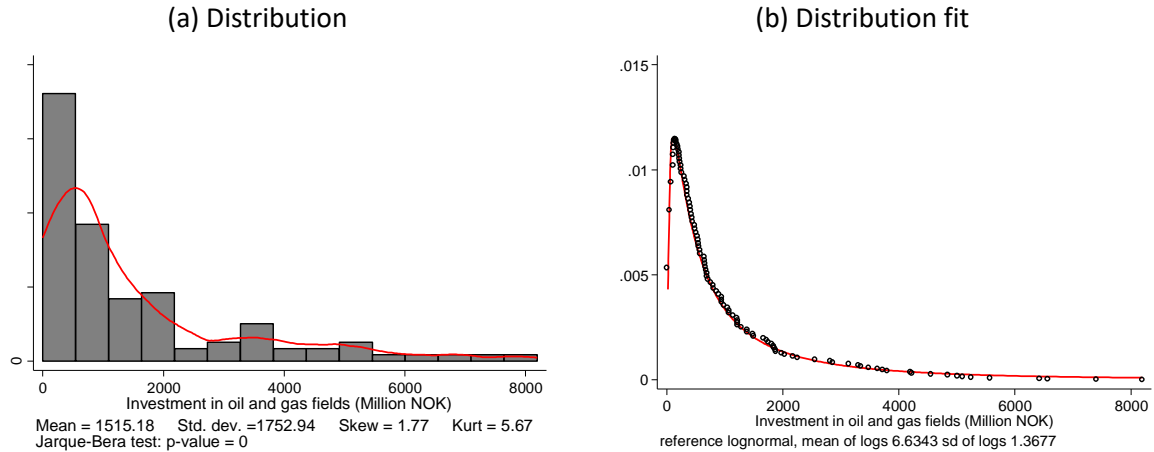 (a) Distribution
0
0 2000 4000 6000 8000
Investment in oil and gas fields (Million NOK)
Mean = 1515.18 Std. dev. =1752.94 Skew = 1.77 Kurt = 5.67
Jarque-Bera test: p-value = 0
(b) Distribution fit
.015
.01
.005
0
0 2000 4000 6000 8000
Investment in oil and gas fields (Million NOK)
reference lognormal, mean of logs 6.6343 sd of logs 1.3677